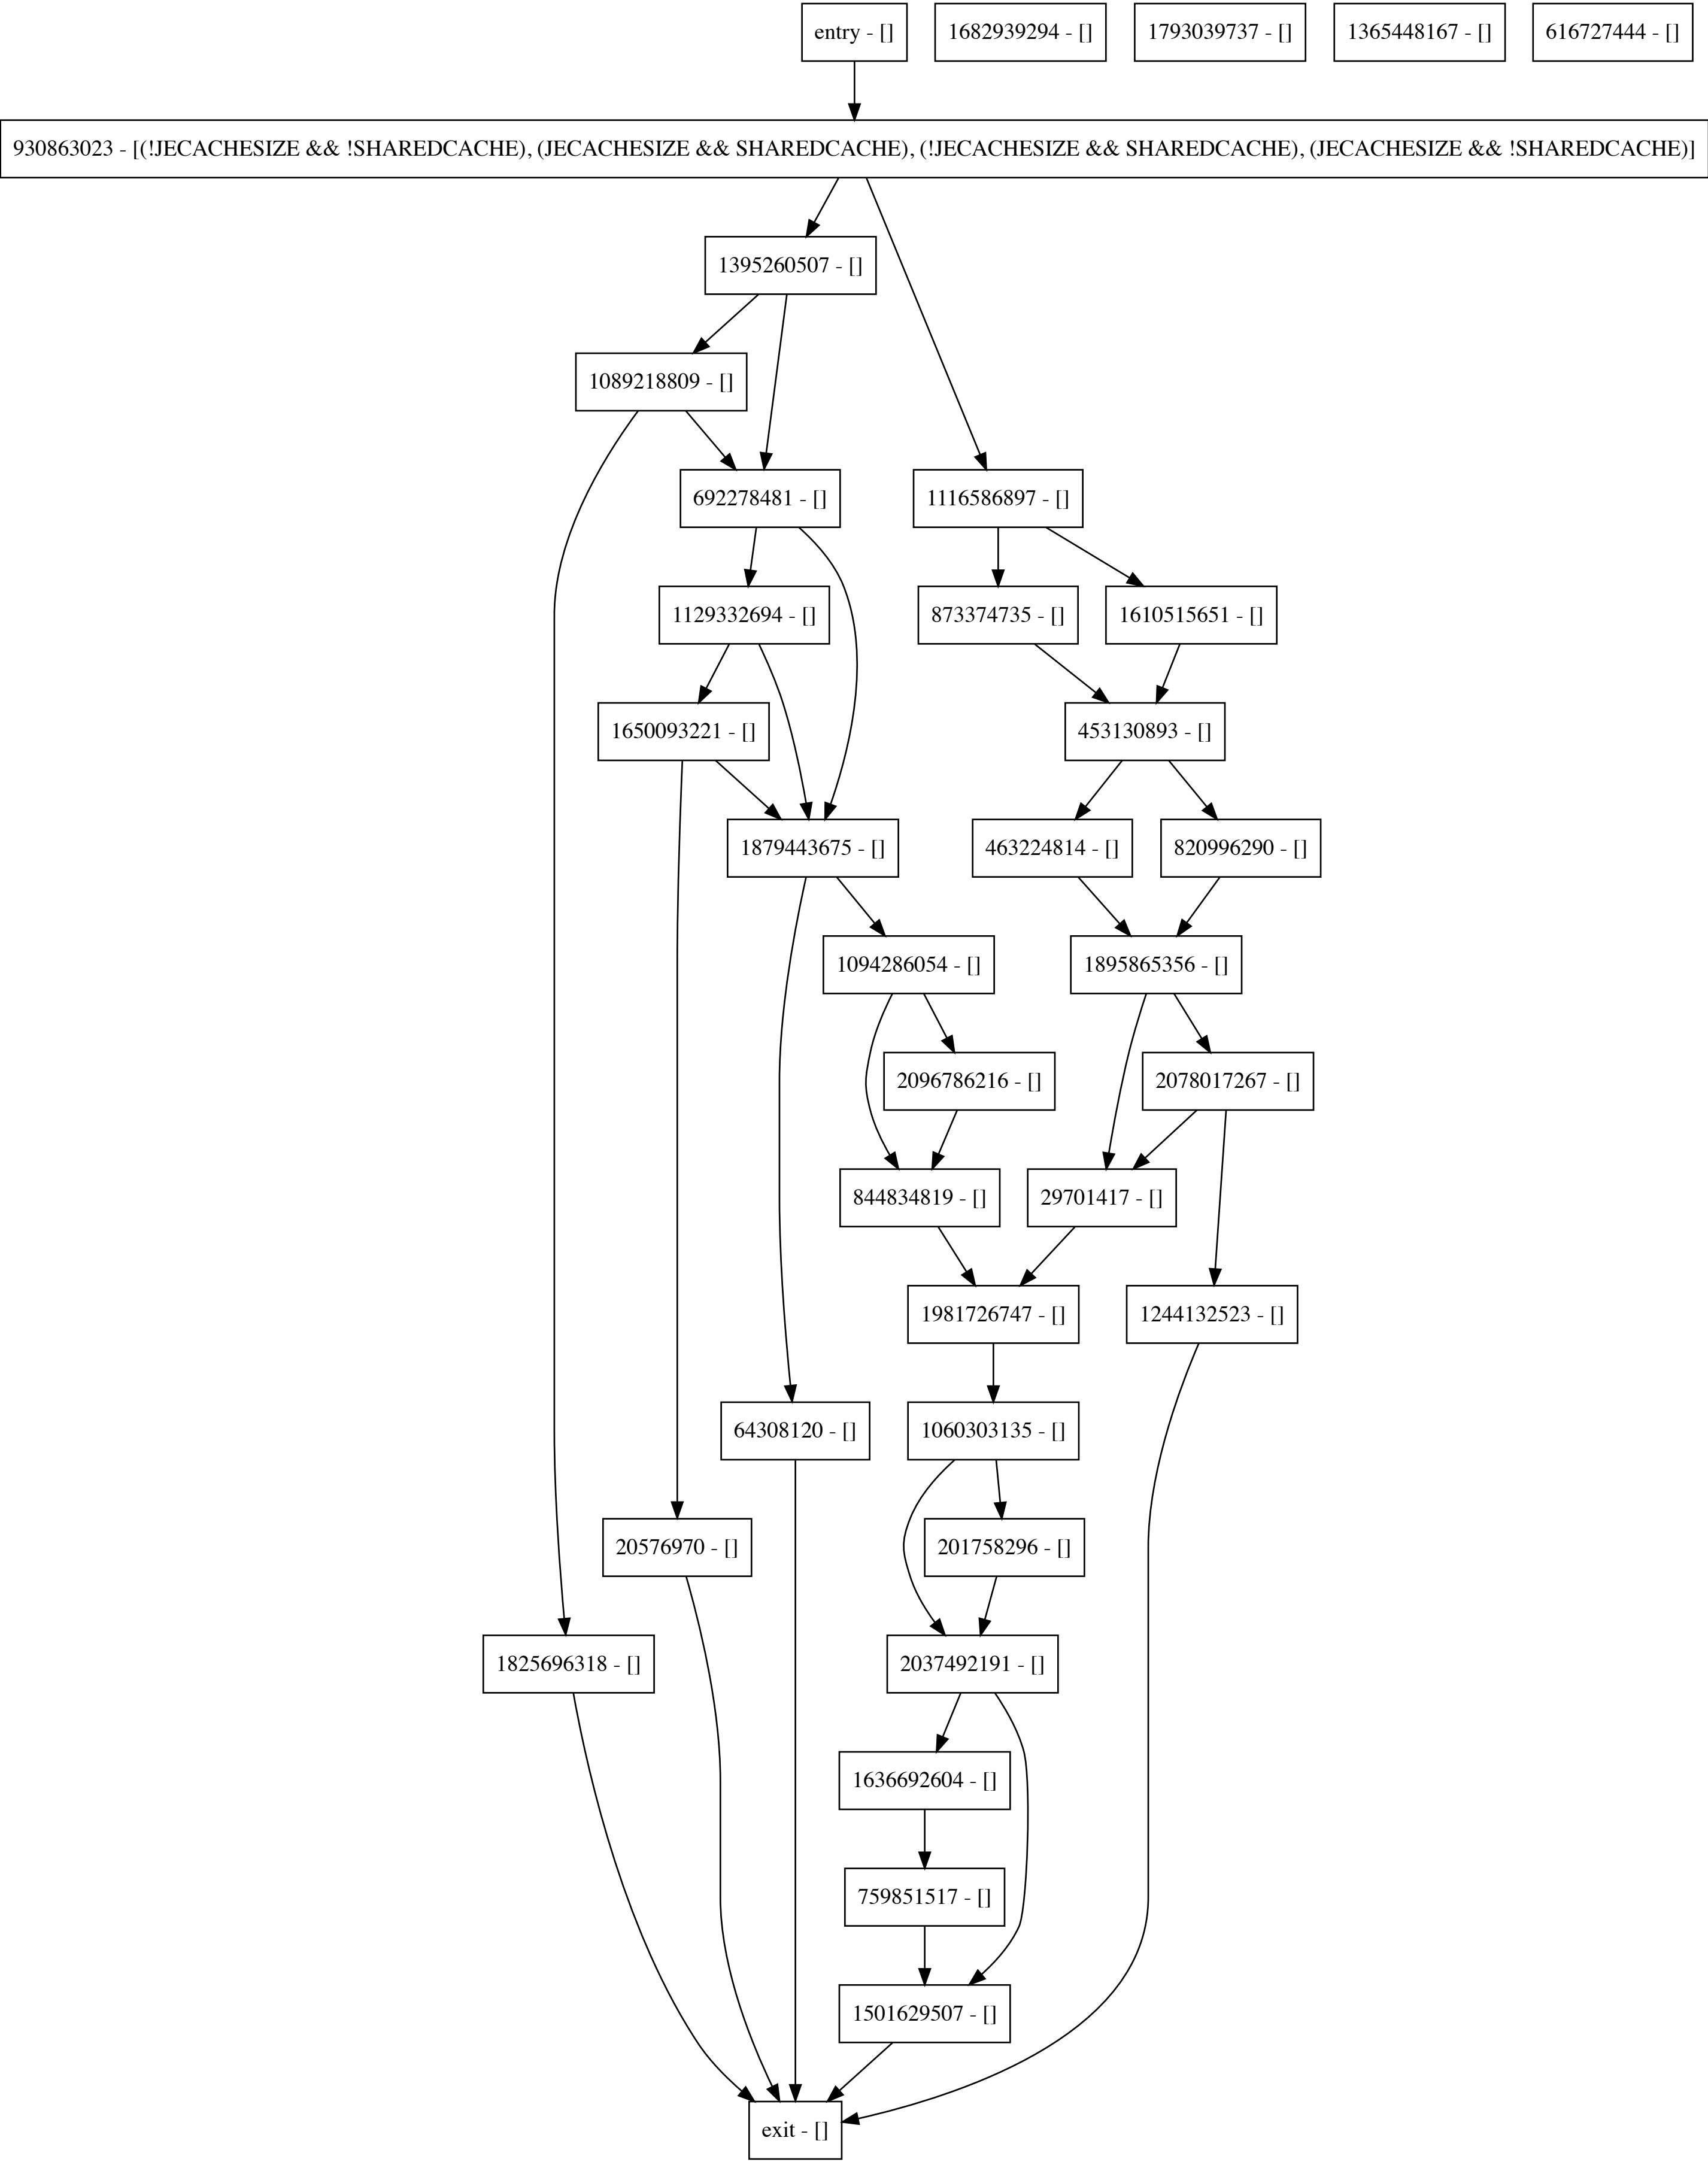 entry - []
1682939294 - []
1793039737 - []
1365448167 - []
616727444 - []
930863023 - [(!JECACHESIZE && !SHAREDCACHE), (JECACHESIZE && SHAREDCACHE), (!JECACHESIZE && SHAREDCACHE), (JECACHESIZE && !SHAREDCACHE)]
1395260507 - []
1089218809 - []
692278481 - []
1116586897 - []
1129332694 - []
873374735 - []
1610515651 - []
1650093221 - []
453130893 - []
1879443675 - []
463224814 - []
820996290 - []
1094286054 - []
1895865356 - []
2096786216 - []
2078017267 - []
844834819 - []
29701417 - []
1981726747 - []
1244132523 - []
64308120 - []
1060303135 - []
20576970 - []
201758296 - []
1825696318 - []
2037492191 - []
1636692604 - []
759851517 - []
1501629507 - []
exit - []